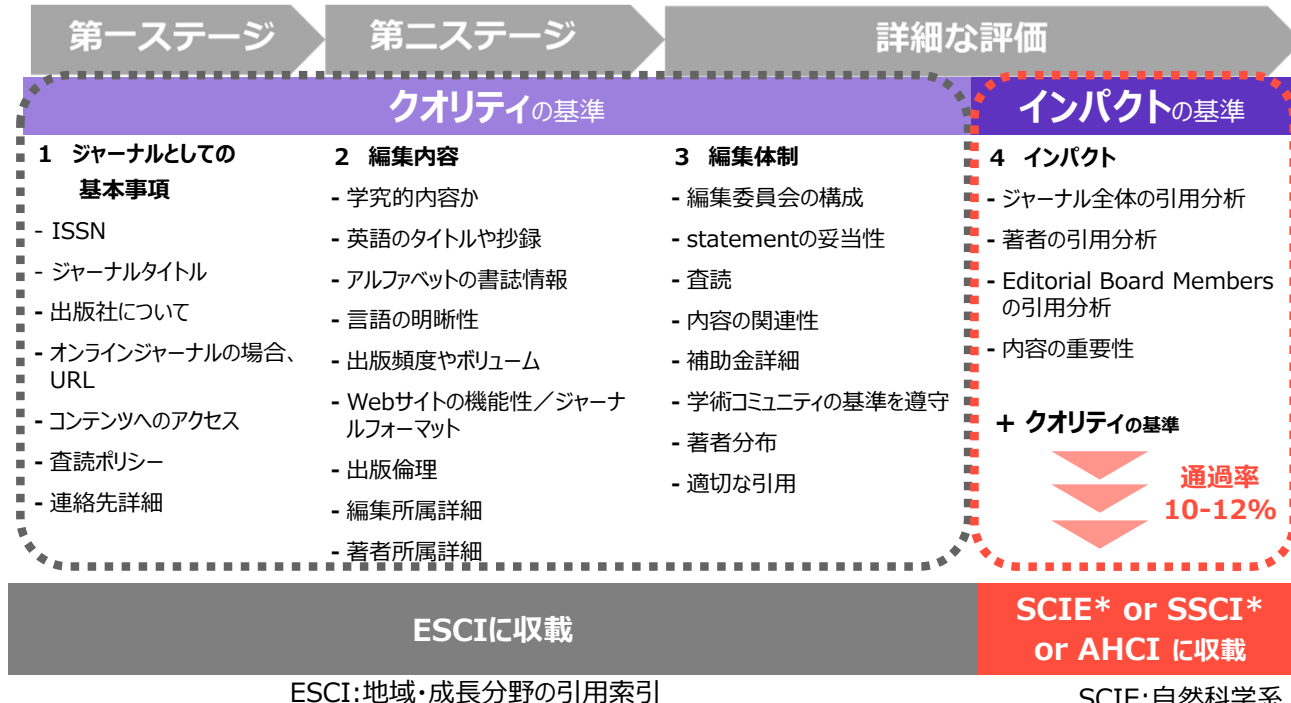 第一ステージ
第二ステージ
詳細な評価
クオリティの基準
インパクトの基準
1 ジャーナルとしての
基本事項
- ISSN
- ジャーナルタイトル
- 出版社について
- オンラインジャーナルの場合、
URL
- コンテンツへのアクセス
- 査読ポリシー
- 連絡先詳細
2 編集内容
- 学究的内容か
- 英語のタイトルや抄録
- アルファベットの書誌情報
- 言語の明晰性
- 出版頻度やボリューム
- Webサイトの機能性／ジャーナ
ルフォーマット
- 出版倫理
- 編集所属詳細
- 著者所属詳細
3 編集体制
- 編集委員会の構成
- statementの妥当性
- 査読
- 内容の関連性
- 補助金詳細
- 学術コミュニティの基準を遵守
- 著者分布
- 適切な引用
4 インパクト
- ジャーナル全体の引用分析
- 著者の引用分析
- Editorial Board Members
の引用分析
- 内容の重要性
+ クオリティの基準
通過率
10-12%
ESCIに収載
SCIE* or SSCI*
or AHCI に収載
ESCI:地域・成長分野の引用索引
SCIE:自然科学系